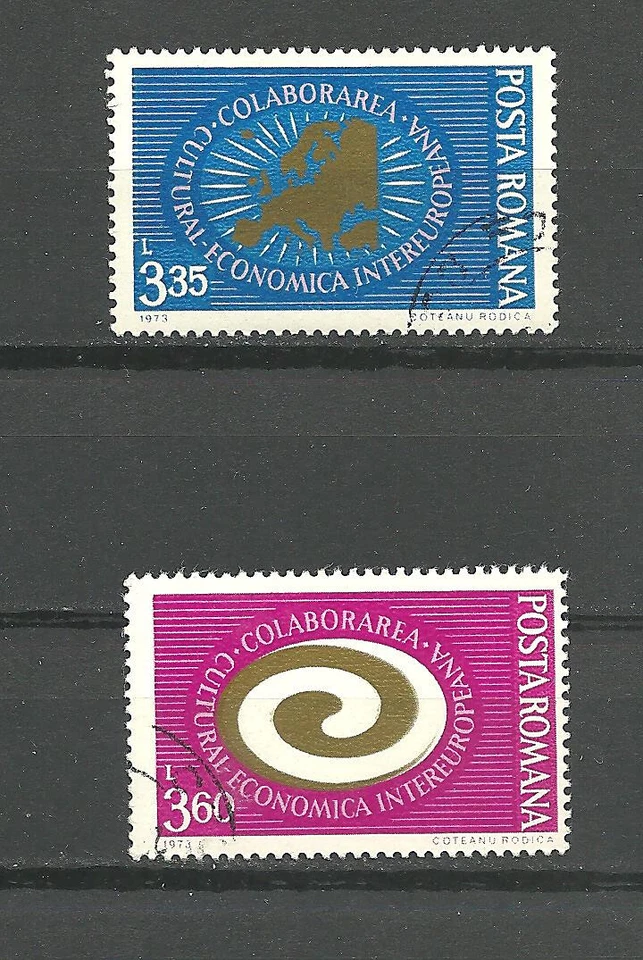 COLABORAREA
CULTURAL-ECONOMICA INTEREUROPEANA
POSTA ROMANA
L
3 35
1973
COTEANU RODICA
COLABORAREA
CULTURAL-ECONOMICA INTEREUROPEANA
POSTA ROMANA
L
3 60
1973
COTEANU RODICA